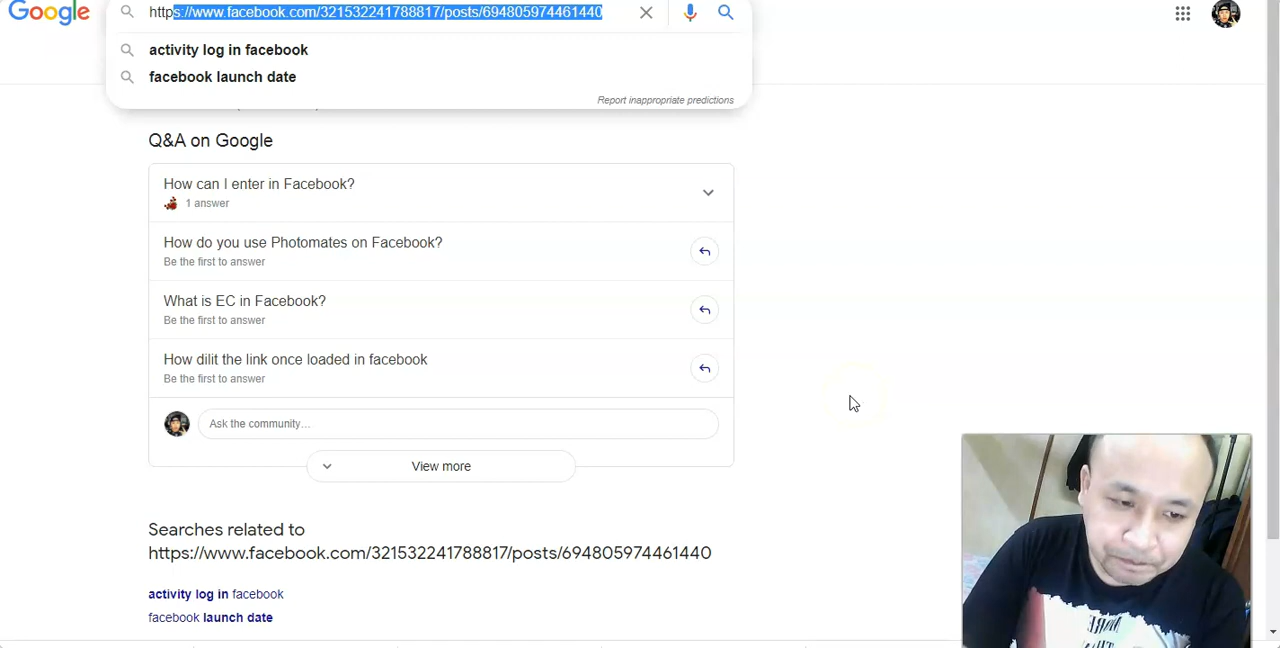 Google
https://www.facebook.com/321532241788817/posts/694805974461440
activity log in facebook
facebook launch date
Report inappropriate predictions
Q&A on Google
How can I enter in Facebook?
1 answer
How do you use Photomates on Facebook?
Be the first to answer
What is EC in Facebook?
Be the first to answer
How dilit the link once loaded in facebook
Be the first to answer
Ask the community...
View more
Searches related to
https://www.facebook.com/321532241788817/posts/694805974461440
activity log in facebook
facebook launch date